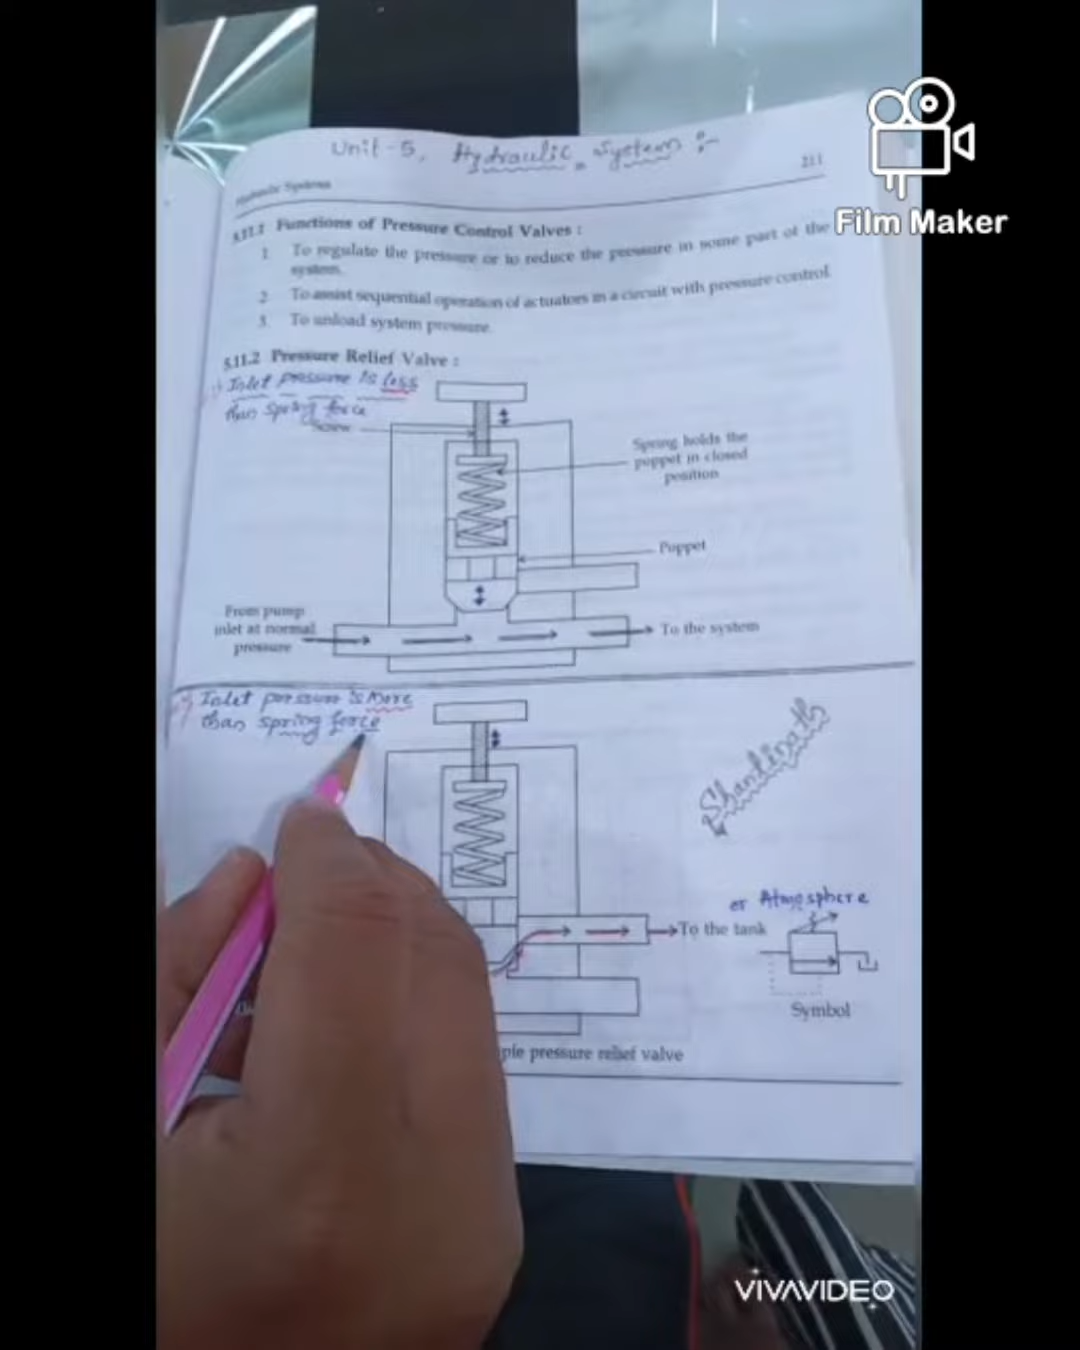 Film Maker
Unit-5, Hydraulic System :-
Hydraulic Systems
211
5.11.1 Functions of Pressure Control Valves :
1. To regulate the pressure or to reduce the pressure in some part of the
system.
2. To assist sequential operation of actuators in a circuit with pressure control.
3. To unload system pressure.
5.11.2 Pressure Relief Valve :
Inlet pressure is less
than spring force
Screw
Spring holds the
poppet in closed
position
Poppet
From pump
inlet at normal
pressure
To the system
Inlet pressure is more
than spring force
Shantinath
or Atmosphere
To the tank
Symbol
ple pressure relief valve
VIVAVIDEO